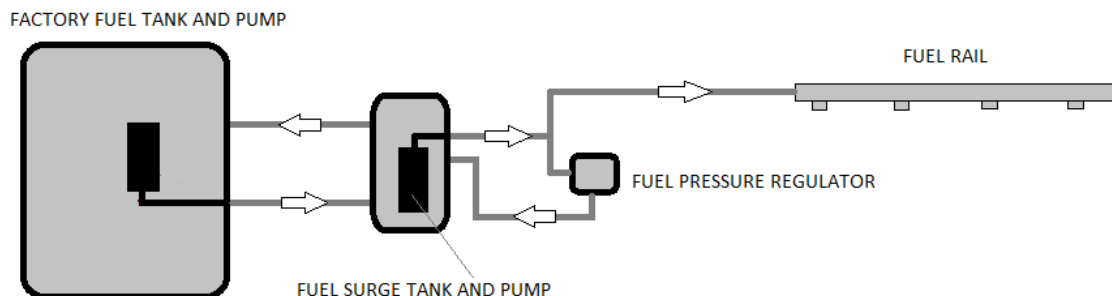 FACTORY FUEL TANK AND PUMP
FUEL RAIL
FUEL PRESSURE REGULATOR
FUEL SURGE TANK AND PUMP